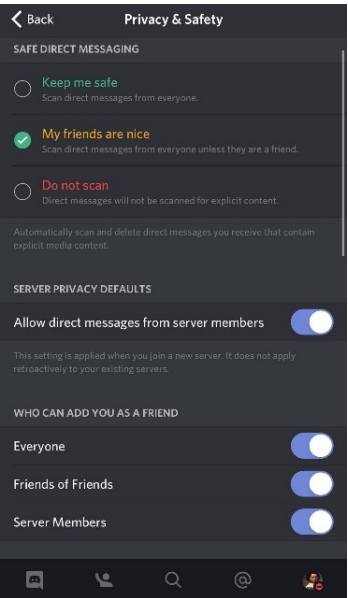 Back
Privacy & Safety
SAFE DIRECT MESSAGING
Keep me safe
Scan direct messages from everyone.
My friends are nice
Scan direct messages from everyone unless they are a friend.
Do not scan
Direct messages will not be scanned for explicit content.
Automatically scan and delete direct messages you receive that contain
explicit media content.
SERVER PRIVACY DEFAULTS
Allow direct messages from server members
This setting is applied when you join a new server. It does not apply
retroactively to your existing servers.
WHO CAN ADD YOU AS A FRIEND
Everyone
Friends of Friends
Server Members